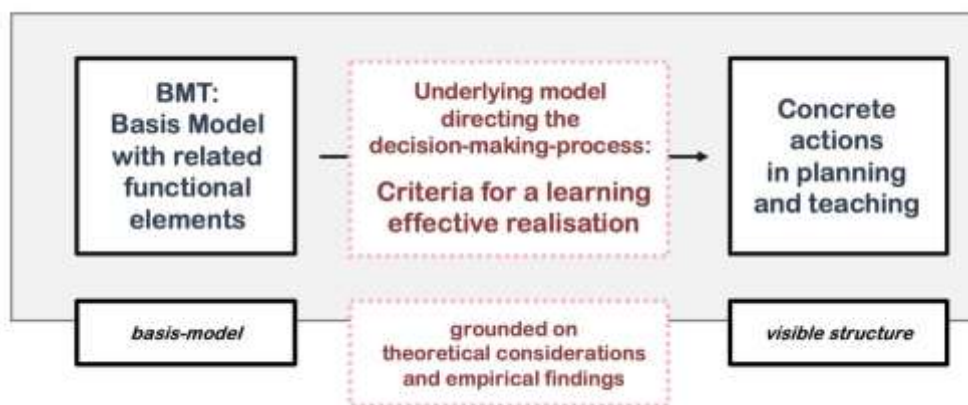 BMT:
Basis Model
with related
functional
elements
Underlying model
directing the
decision-making-process:
Criteria for a learning
effective realisation
Concrete
actions
in planning
and teaching
basis-model
grounded on
theoretical considerations
and empirical findings
visible structure